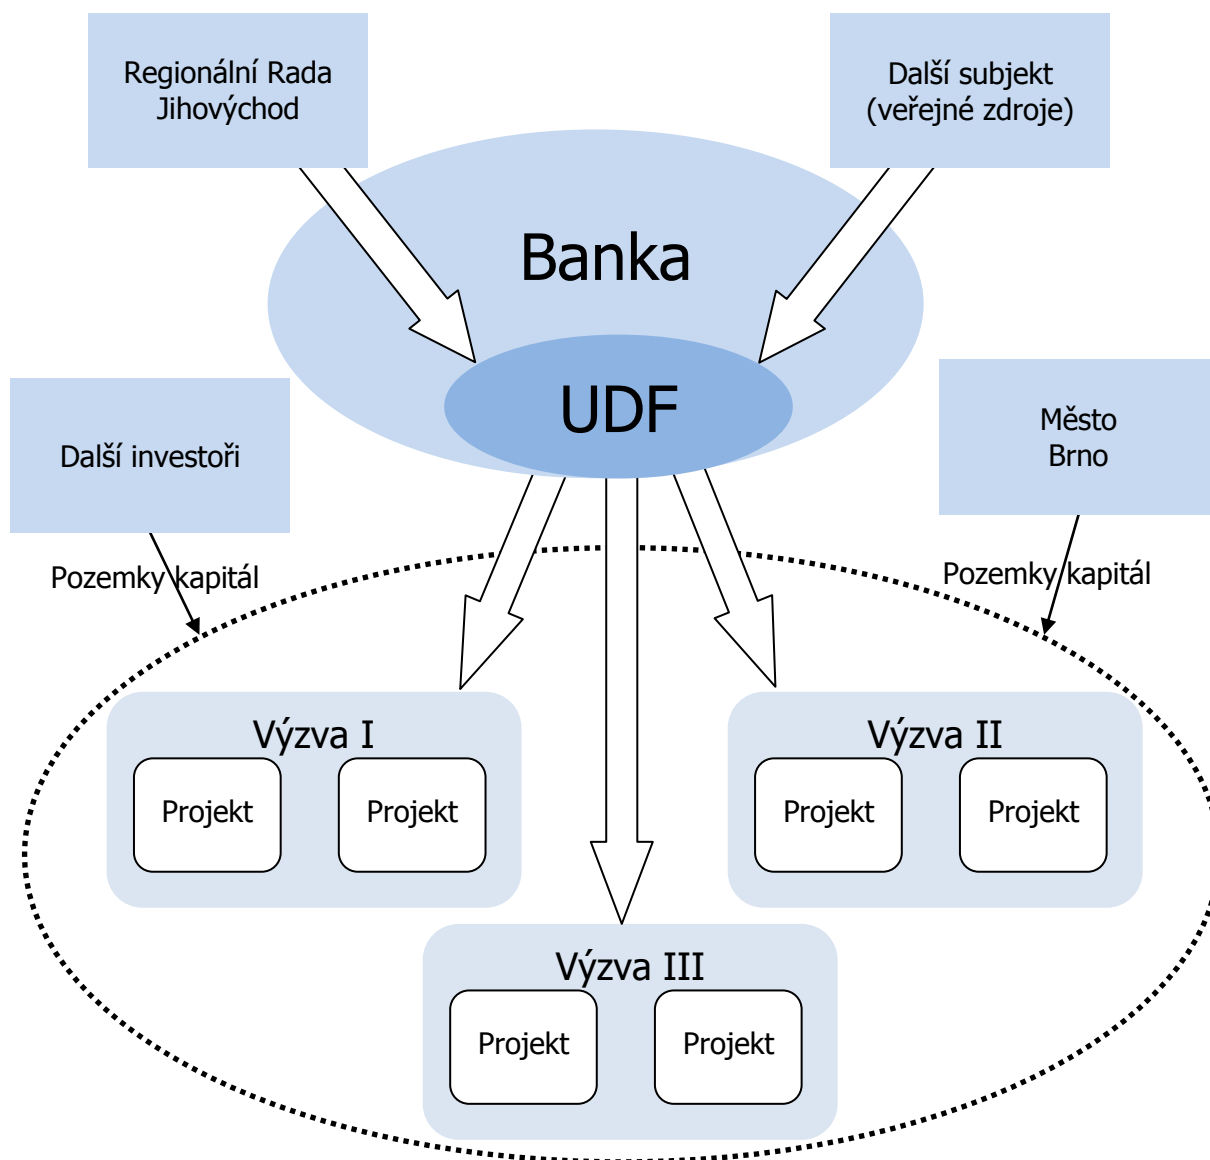 Regionální Rada
Jihovýchod
Další subjekt
(veřejné zdroje)
Banka
UDF
Další investoři
Město
Brno
Pozemky kapitál
Pozemky kapitál
Výzva I
Projekt
Projekt
Výzva II
Projekt
Projekt
Výzva III
Projekt
Projekt